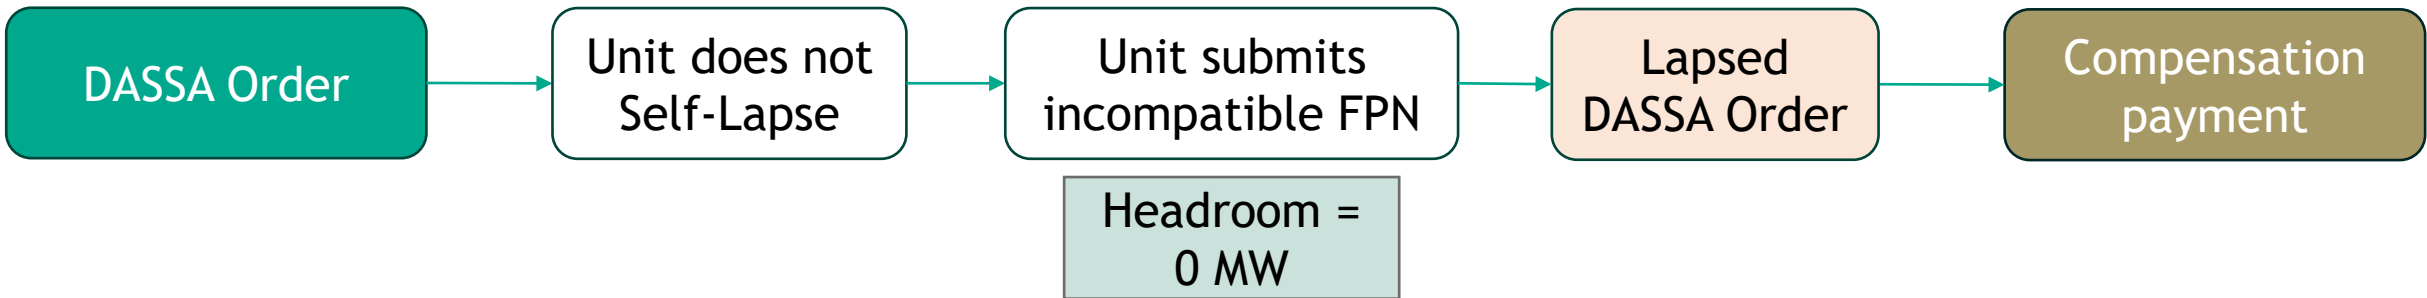 DASSA Order
Unit does not
Self-Lapse
Unit submits
incompatible FPN
Lapsed
DASSA Order
Compensation
payment
Headroom =
0 MW